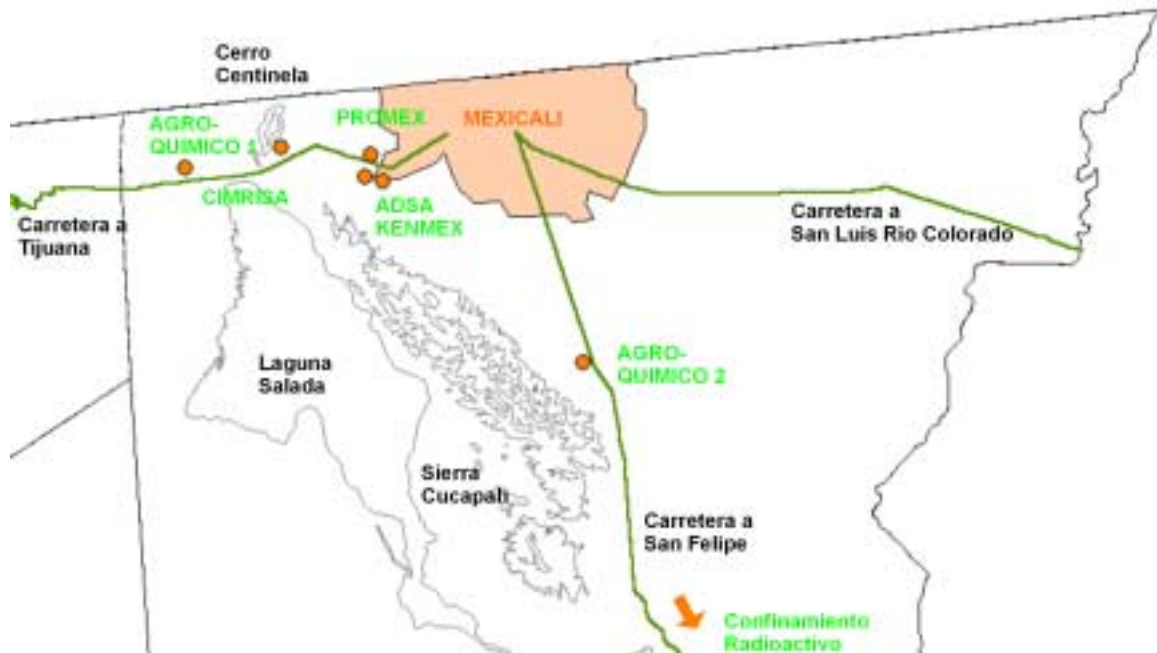 Cerro
Centinela
AGRO-
QUIMICO 1
PROMEX
MEXICALI
CIMRISA
ADSA
KENMEX
Carretera a
Tijuana
Carretera a
San Luis Rio Colorado
Laguna
Salada
AGRO-
QUIMICO 2
Sierra
Cucapah
Carretera a
San Felipe
Confinamiento
Radioactivo